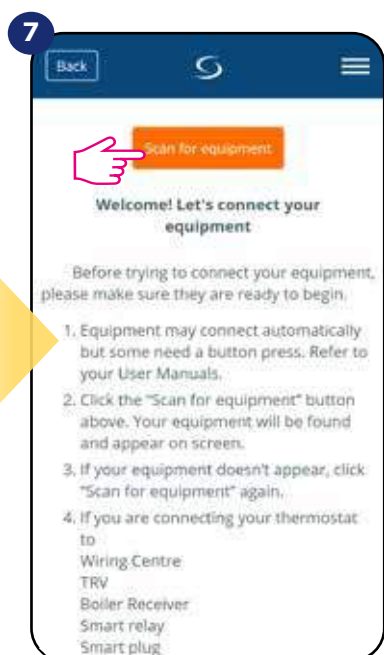 7
Back
Scan for equipment
Welcome! Let's connect your
equipment
Before trying to connect your equipment,
please make sure they are ready to begin.
1. Equipment may connect automatically
but some need a button press. Refer to
your User Manuals.
2. Click the "Scan for equipment" button
above. Your equipment will be found
and appear on screen.
3. If your equipment doesn't appear, click
"Scan for equipment" again.
4. If you are connecting your thermostat
to
Wiring Centre
TRV
Boiler Receiver
Smart relay
Smart plug